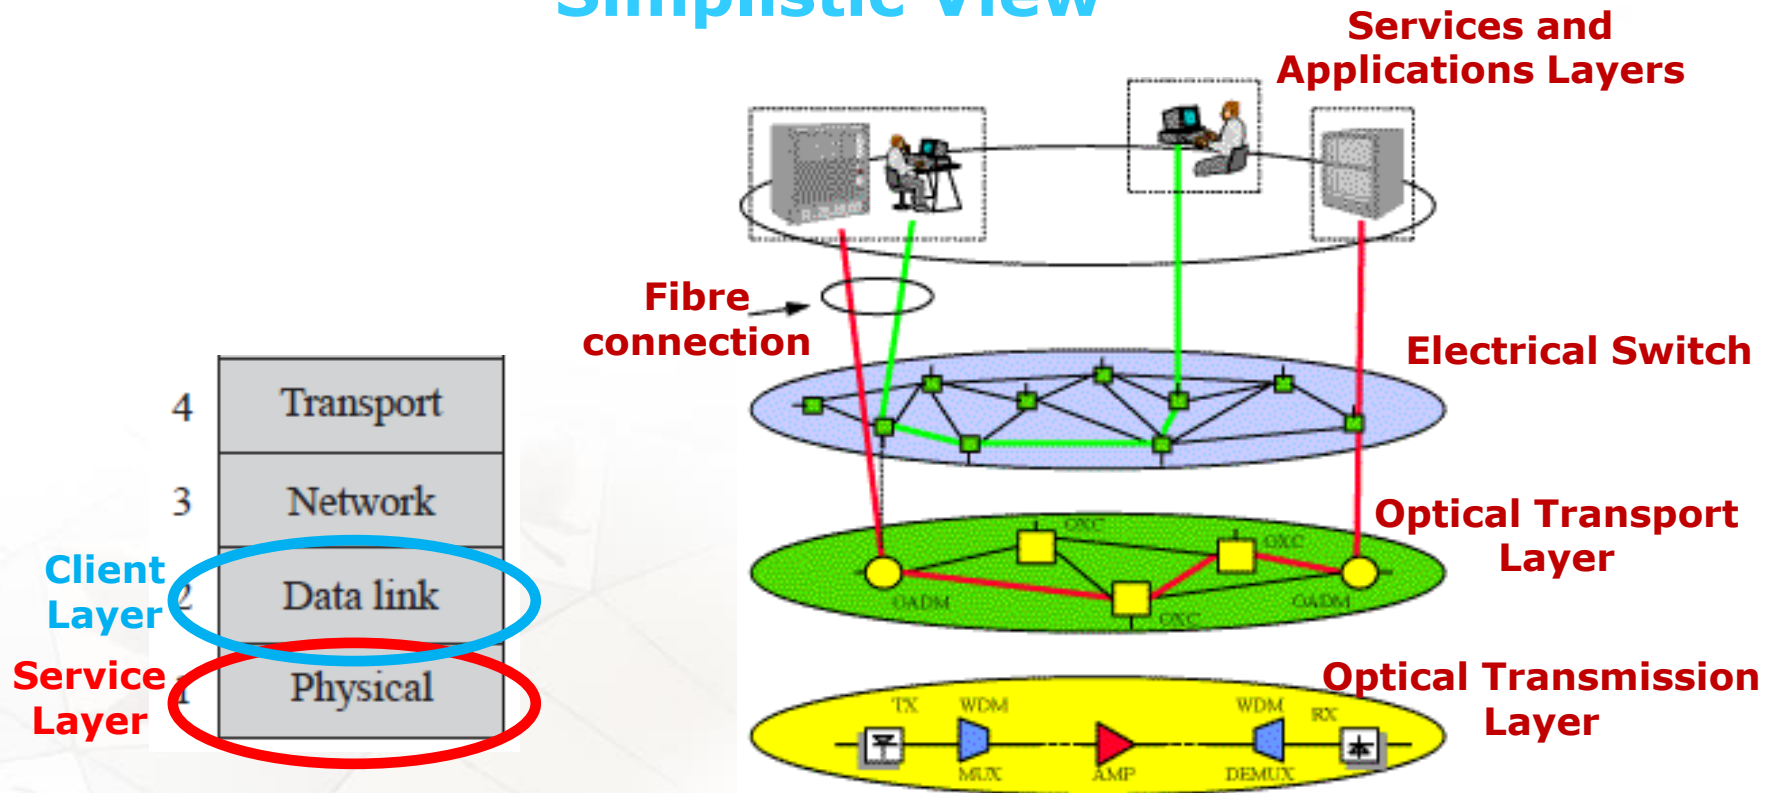 Simplistic View
Services and
Applications Layers
Fibre
connection
Electrical Switch
4 Transport
3 Network
Client
Layer
2 Data link
Service
Layer
1 Physical
Optical Transport
Layer
OXC
OXC
OADM
OADM
OXC
Optical Transmission
Layer
TX
WDM
WDM
RX
MUX
AMP
DEMUX